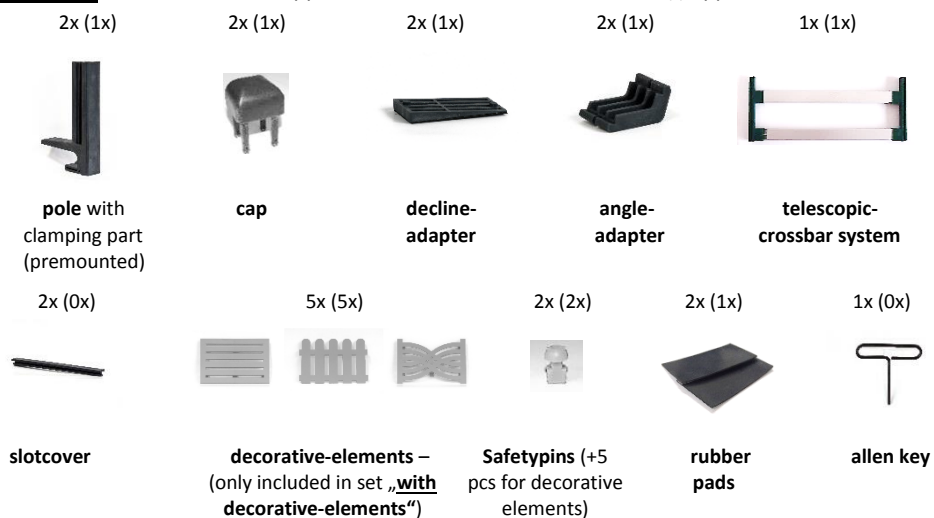 2x (1x) 2x (1x) 2x (1x) 2x (1x) 1x (1x)
pole with cap decline- angle- telescopic-
clamping part adapter adapter crossbar system
(premounted)
2x (0x) 5x (5x) 2x (2x) 2x (1x) 1x (0x)
slotcover decorative-elements – Safetypins (+5 rubber allen key
(only included in set „with pcs for decorative pads
decorative-elements“) elements)